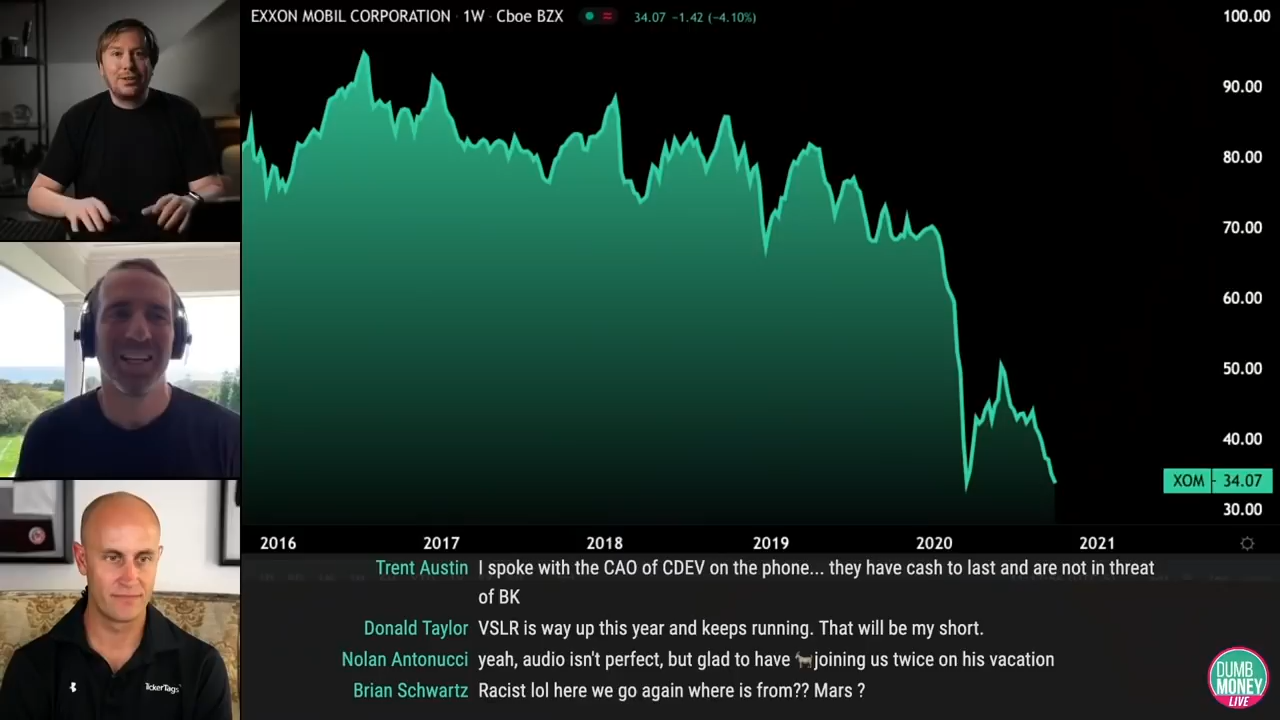 EXXON MOBIL CORPORATION · 1W · Cboe BZX 34.07 −1.42 (−4.10%)
100.00
90.00
80.00
70.00
60.00
50.00
40.00
XOM - 34.07
30.00
2016 2017 2018 2019 2020 2021
Trent Austin I spoke with the CAO of CDEV on the phone... they have cash to last and are not in threat
of BK
Donald Taylor VSLR is way up this year and keeps running. That will be my short.
Nolan Antonucci yeah, audio isn't perfect, but glad to have 🐐joining us twice on his vacation
Brian Schwartz Racist lol here we go again where is from?? Mars ?
TickerTags
DUMB
MONEY
LIVE